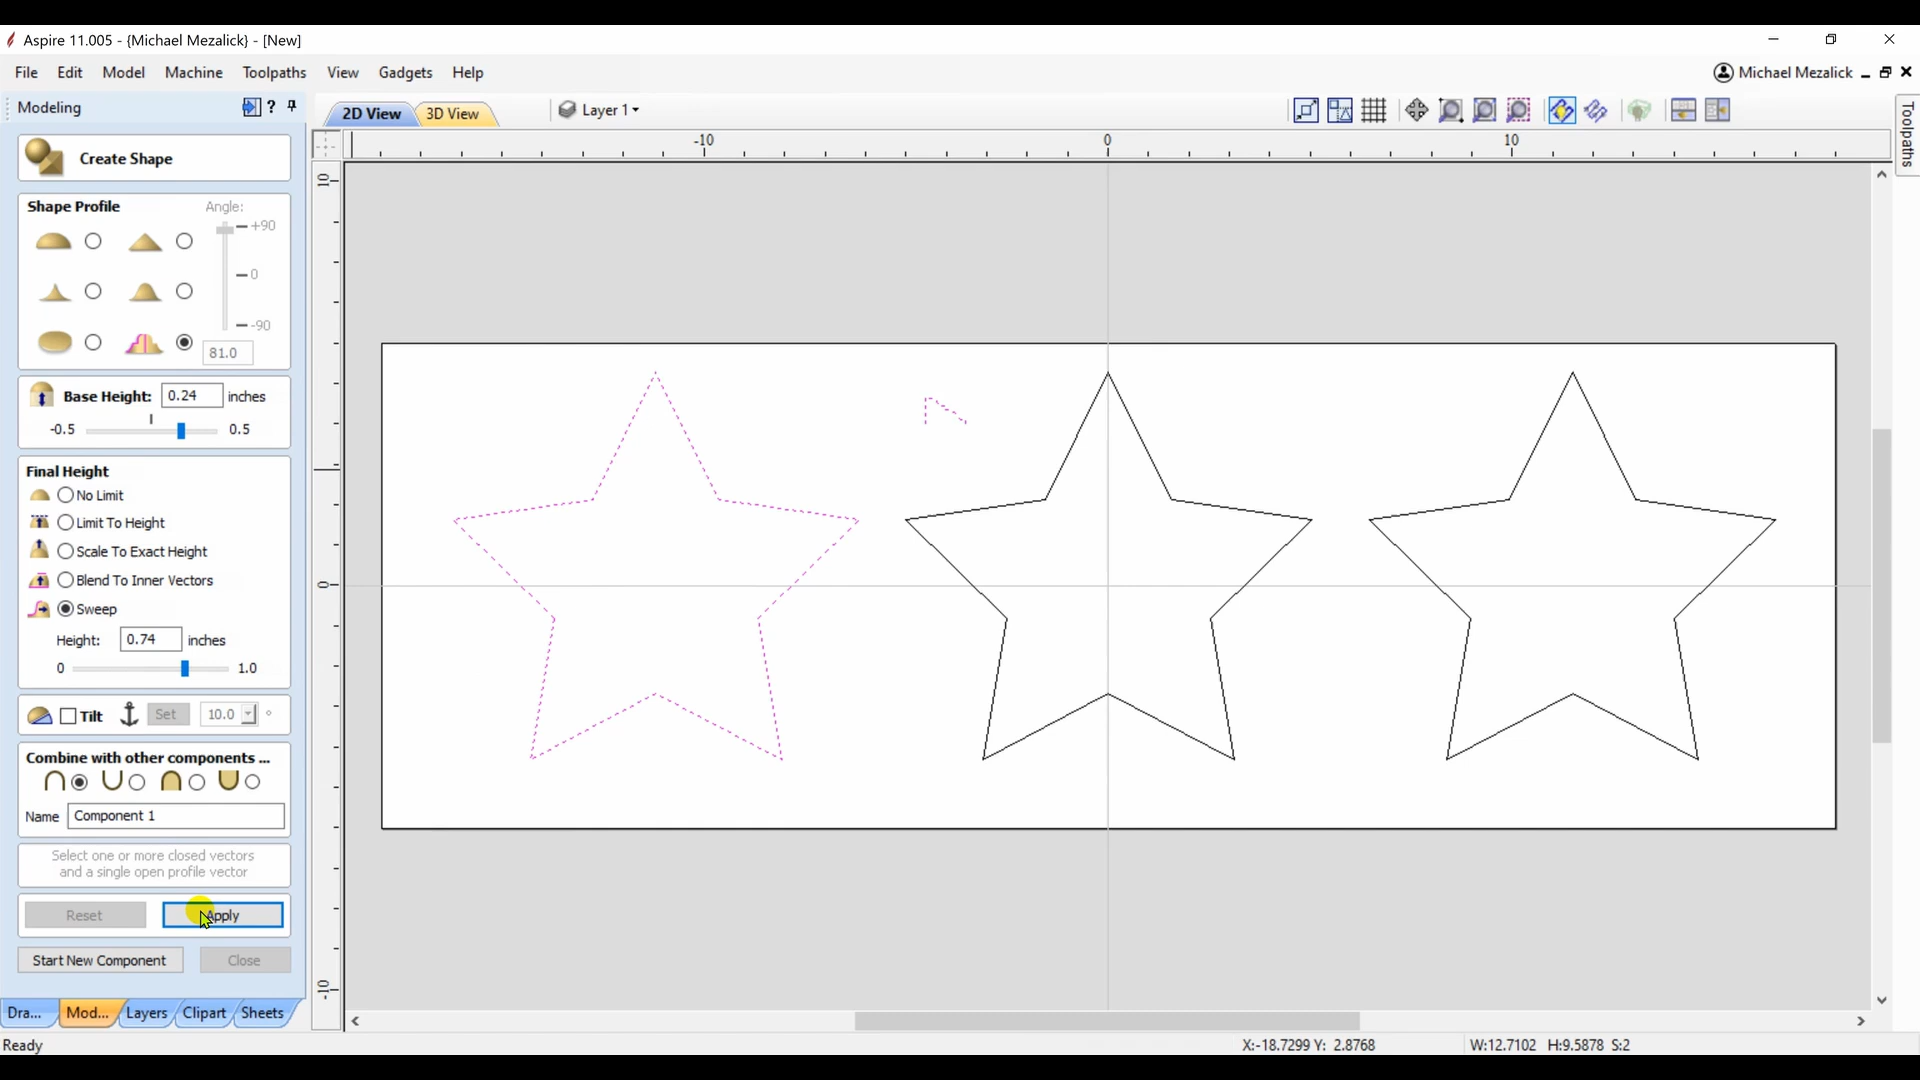 Aspire 11.005 - {Michael Mezalick} - [New]
File Edit Model Machine Toolpaths View Gadgets Help
Michael Mezalick
Modeling ?
2D View 3D View Layer 1
Toolpaths
-10 0 10
Create Shape
Shape Profile Angle:
+90
0
-90
81.0
Base Height: 0.24 inches
-0.5 0.5
Final Height
No Limit
Limit To Height
Scale To Exact Height
Blend To Inner Vectors
Sweep
Height: 0.74 inches
0 1.0
Tilt Set 10.0 °
Combine with other components ...
Name Component 1
Select one or more closed vectors
and a single open profile vector
Reset Apply
Start New Component Close
10
0
-10
Dra... Mod... Layers Clipart Sheets
Ready X:-18.7299 Y: 2.8768 W:12.7102 H:9.5878 S:2